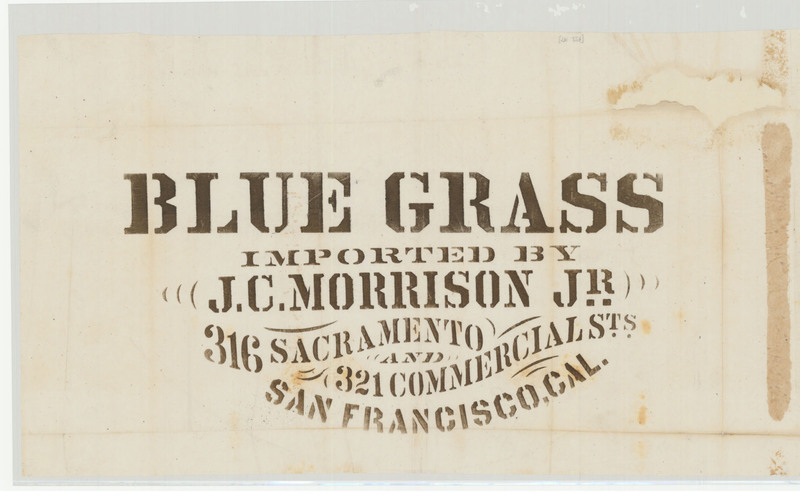 BLUE GRASS
IMPORTED BY
J.C. MORRISON JR.
316 SACRAMENTO
AND
321 COMMERCIAL STS
SAN FRANCISCO, CAL.